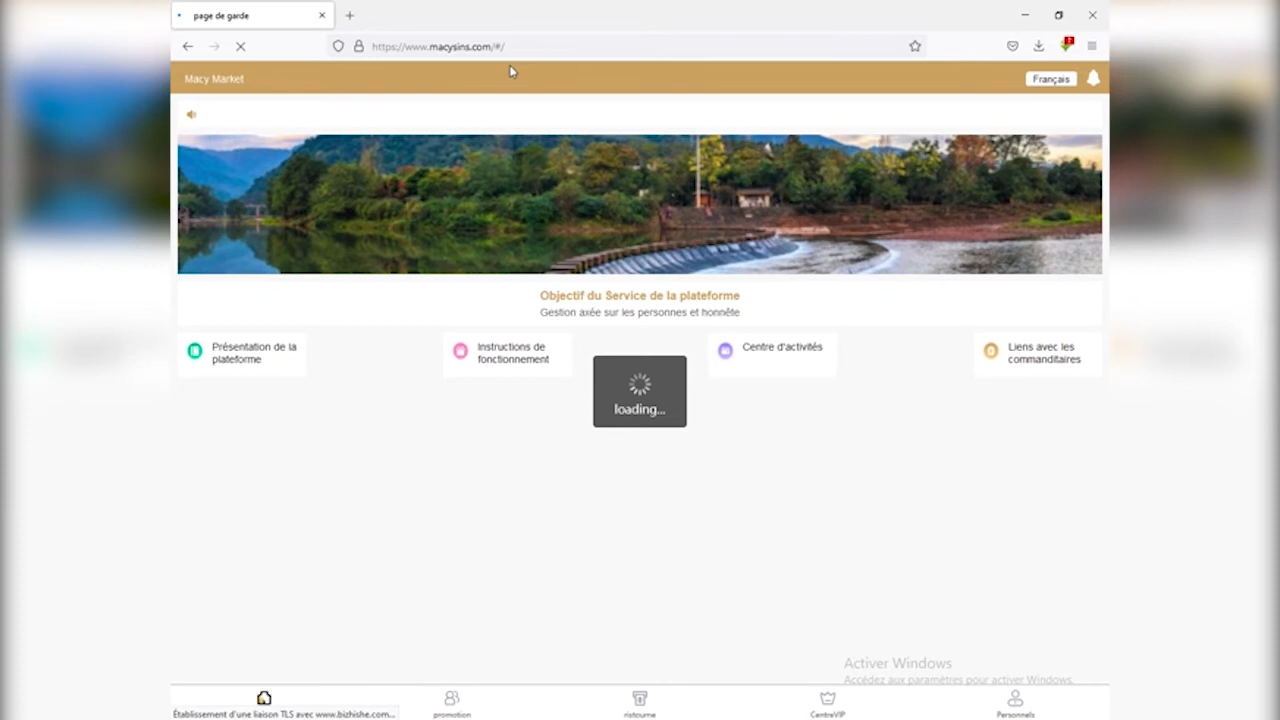 page de garde
https://www.macysins.com/#/
Macy Market
Français
Objectif du Service de la plateforme
Gestion axée sur les personnes et honnête
Présentation de la
plateforme
Instructions de
fonctionnement
Centre d'activités
Liens avec les
commanditaires
loading...
Activer Windows
Accédez aux paramètres pour activer Windows.
Établissement d'une liaison TLS avec www.bizhishe.com...
promotion
ristourne
CentreVIP
Personnels